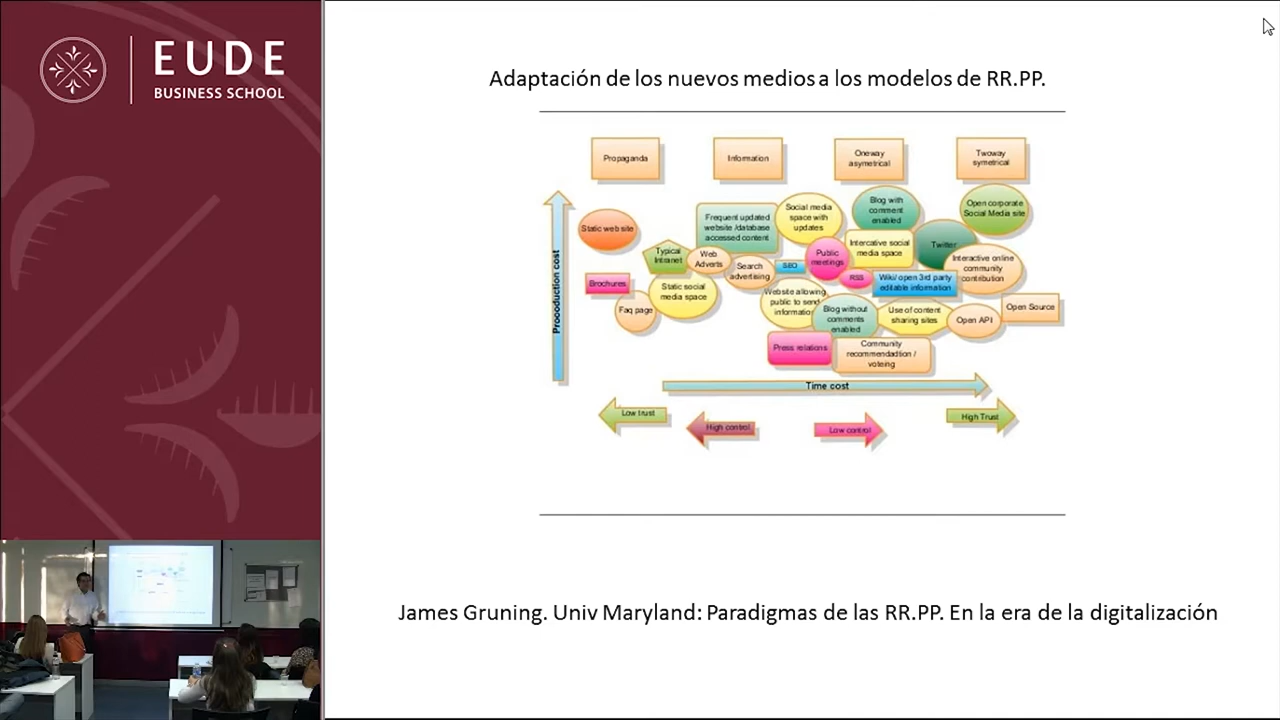 EUDE
BUSINESS SCHOOL
Adaptación de los nuevos medios a los modelos de RR.PP.
Propaganda
Information
Oneway
asymetrical
Twoway
symetrical
Static web site
Typical
Intranet
Frequent updated
website /database
accessed content
Social media
space with
updates
Blog with
comment
enabled
Open corporate
Social Media site
Web
Adverts
Search
advertising
SEO
Public
meetings
Intercative social
media space
Twitter
Interactive online
community
contribution
Brochures
Faq page
Static social
media space
RSS
Wiki/ open 3rd party
editable information
Website allowing
public to send
information
Blog without
comments
enabled
Use of content
sharing sites
Open API
Open Source
Press relations
Community
recommendadtion /
voteing
Time cost
Low trust
High control
Low control
High Trust
James Gruning. Univ Maryland: Paradigmas de las RR.PP. En la era de la digitalización